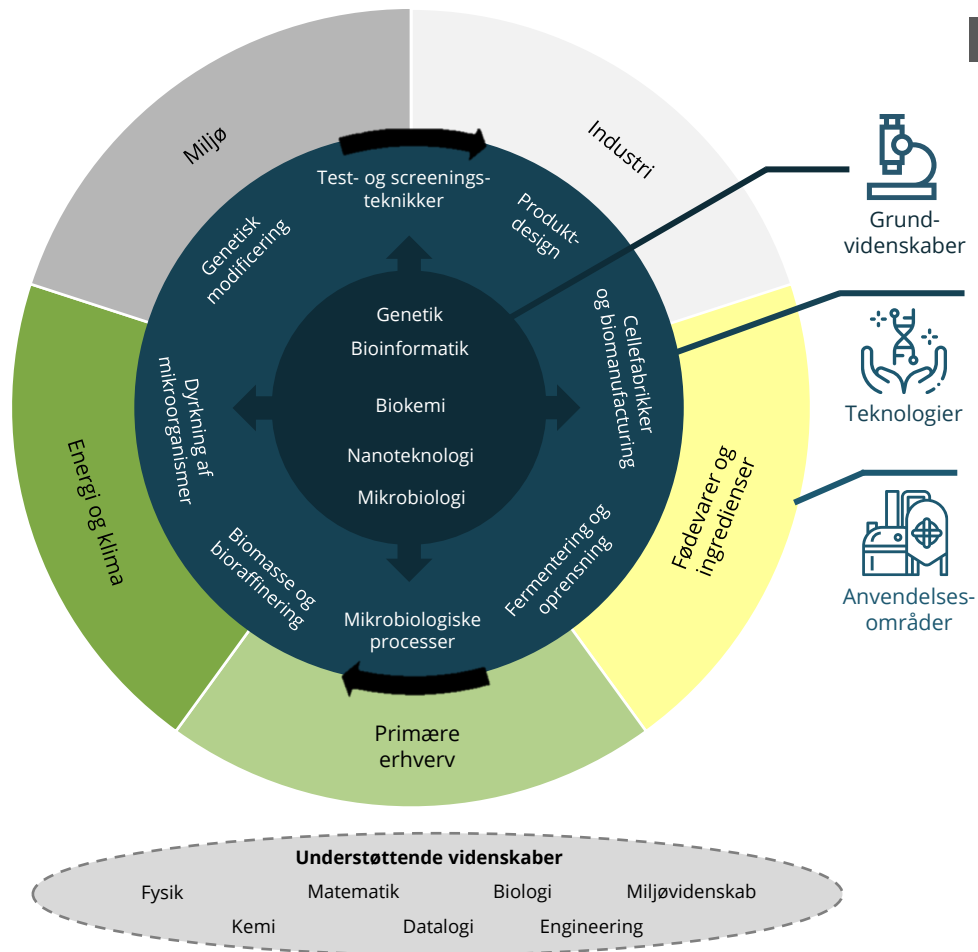 Miljø
Industri
Test- og screenings-
teknikker
Genetisk
modificering
Produkt-
design
Grund-
videnskaber
Genetik
Bioinformatik
Biokemi
Nanoteknologi
Mikrobiologi
Cellefabrikker
og biomanufacturing
Dyrkning af
mikroorganismer
Teknologier
Energi og klima
Fødevarer og
ingredienser
Biomasse og
bioraffinering
Fermentering og
oprensning
Mikrobiologiske
processer
Anvendelses-
områder
Primære
erhverv
Understøttende videnskaber
Fysik Matematik Biologi Miljøvidenskab
Kemi Datalogi Engineering